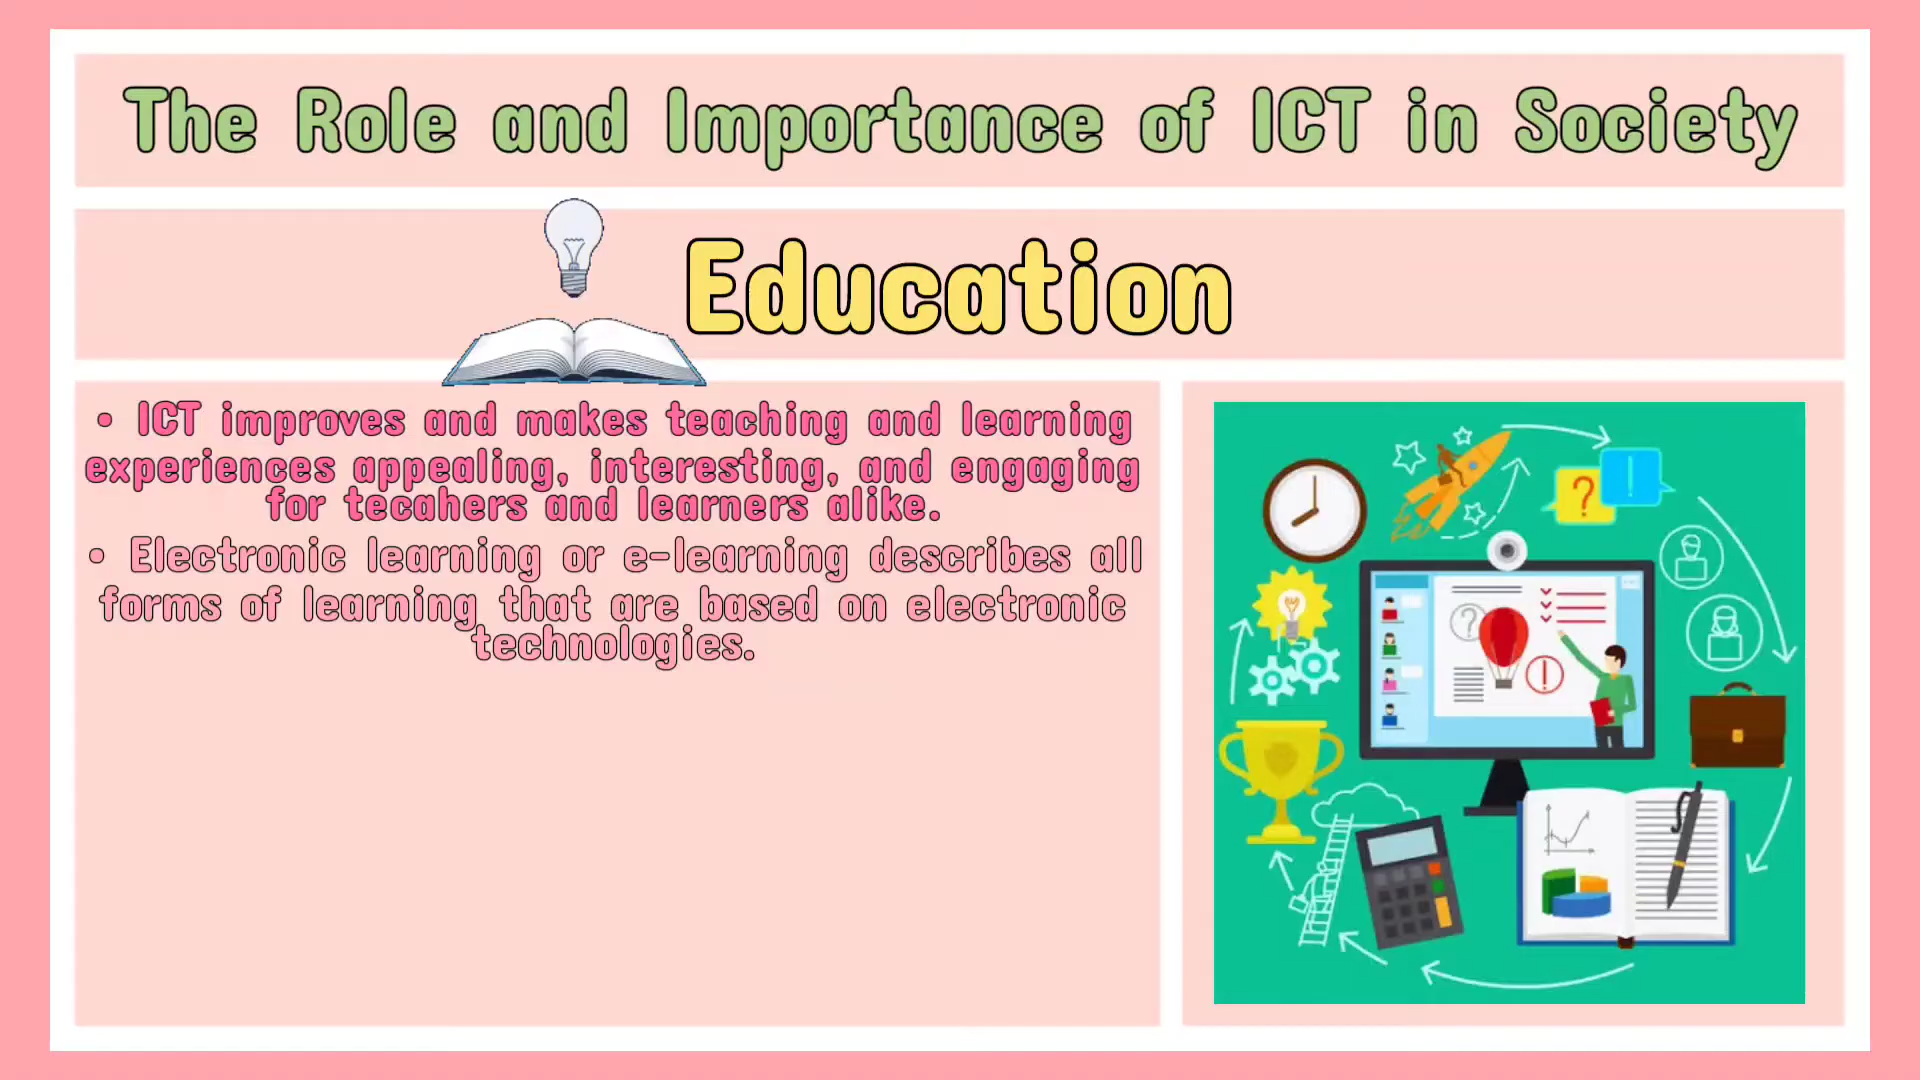 The Role and Importance of ICT in Society
Education
• ICT improves and makes teaching and learning
experiences appealing, interesting, and engaging
for tecahers and learners alike.
• Electronic learning or e-learning describes all
forms of learning that are based on electronic
technologies.